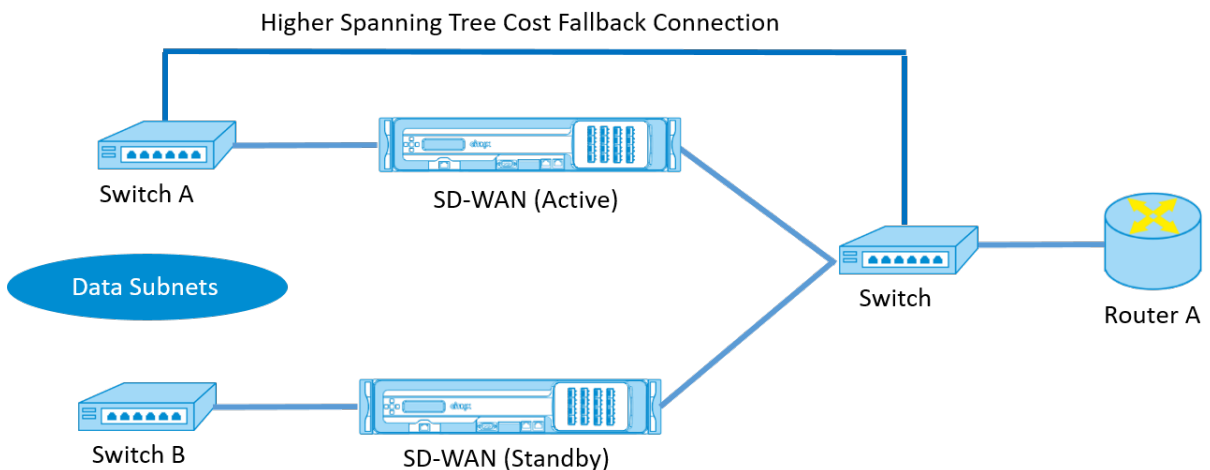 Higher Spanning Tree Cost Fallback Connection
Switch A
SD-WAN (Active)
Data Subnets
Switch
Router A
Switch B
SD-WAN (Standby)